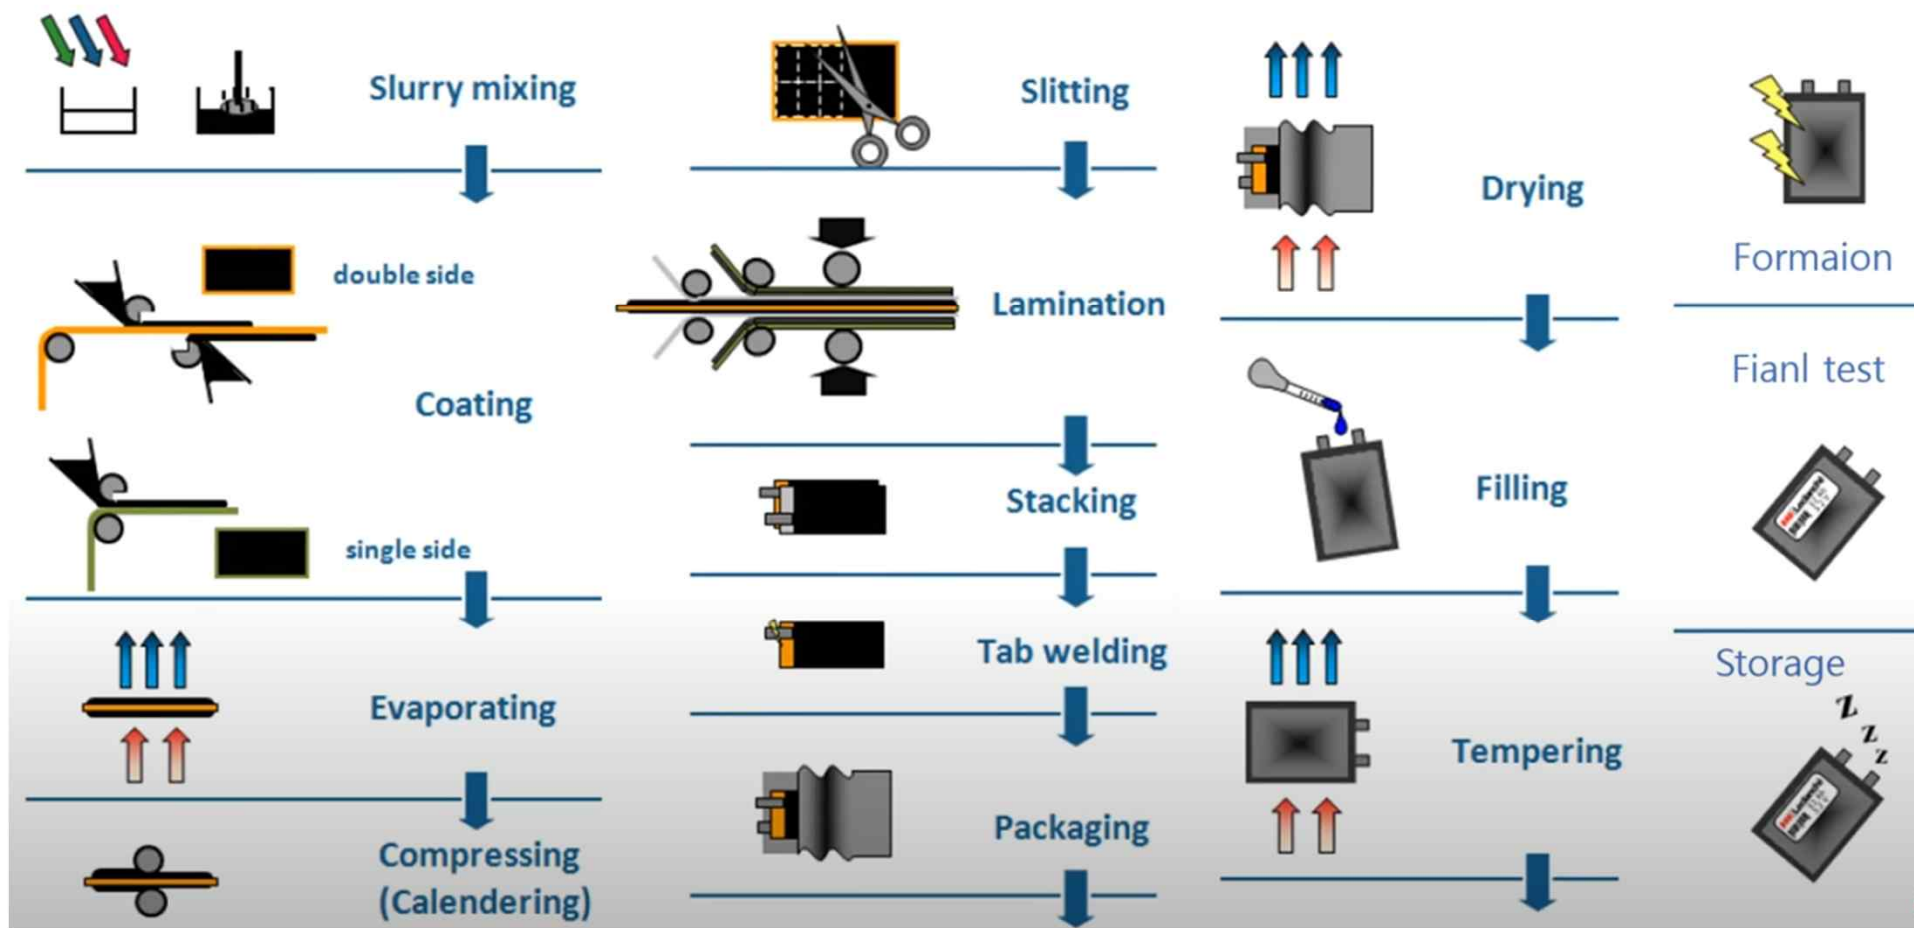 Slurry mixing
double side
Coating
single side
Evaporating
Compressing
(Calendering)
Slitting
Lamination
Stacking
Tab welding
Packaging
Drying
Filling
Tempering
Formaion
Fianl test
Storage
z
z
z